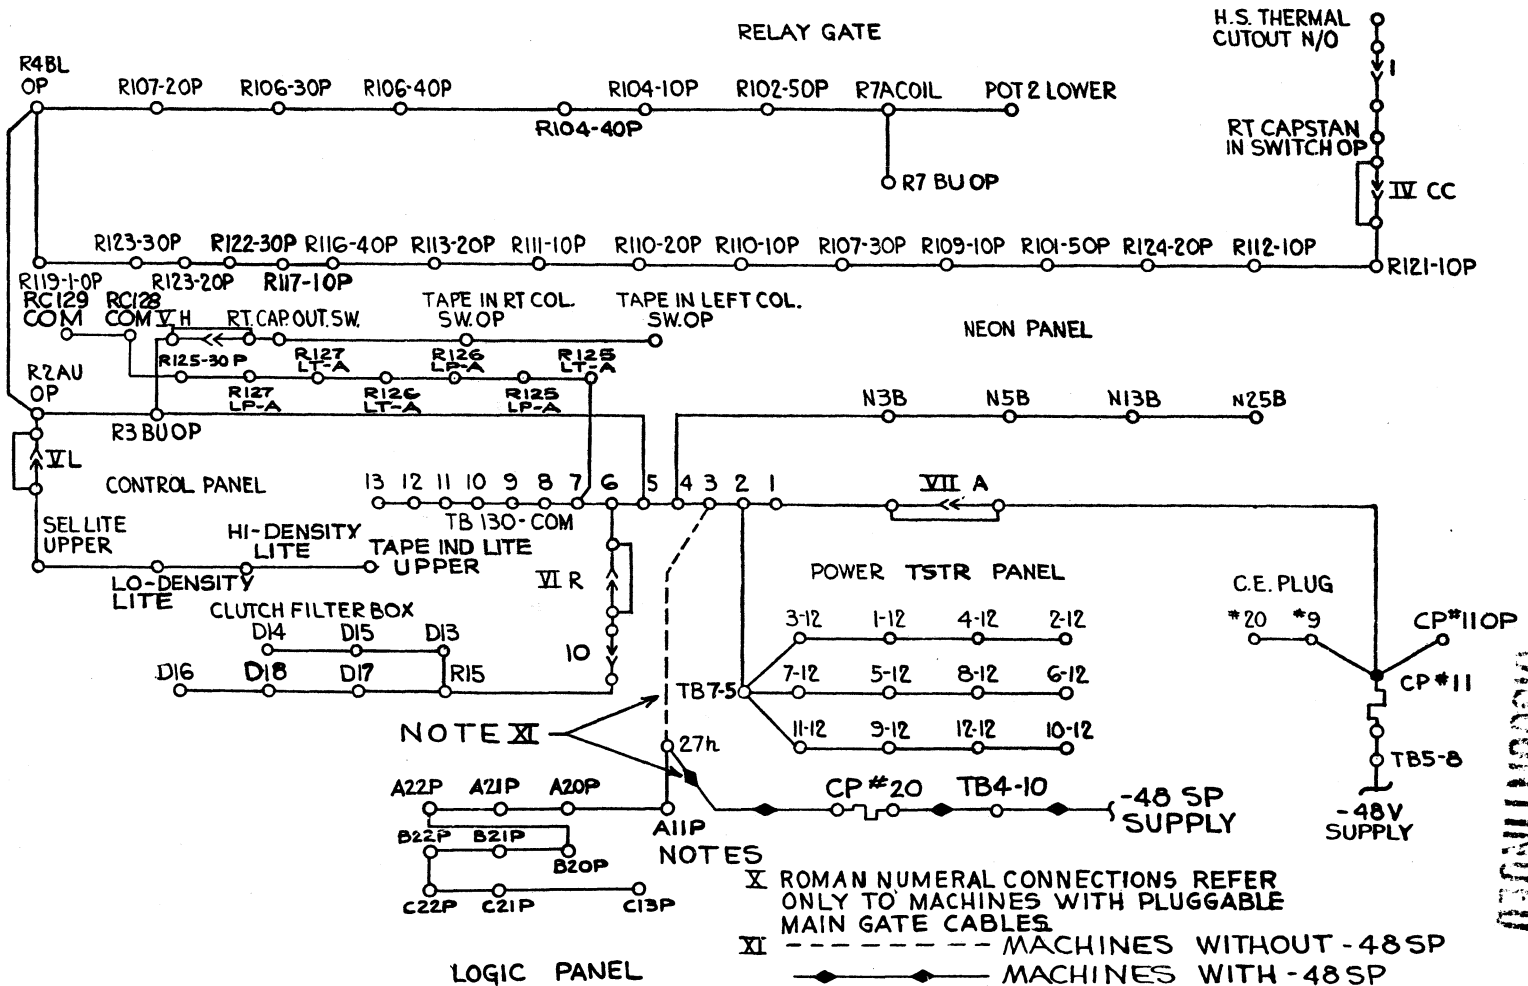 RELAY GATE
H.S. THERMAL
CUTOUT N/O
1
R4BL
OP
R107-20P
R106-30P
R106-40P
R104-40P
R104-10P
R102-50P
R7ACOIL
POT 2 LOWER
R7 BU OP
RT CAPSTAN
IN SWITCH OP
IV CC
R119-1-OP
R123-30P
R123-20P
R122-30P
R117-10P
R116-40P
R113-20P
R111-10P
R110-20P
R110-10P
R107-30P
R109-10P
R101-50P
R124-20P
R112-10P
R121-10P
RC129
COM
RC128
COM
V H
RT. CAP. OUT. SW.
TAPE IN RT COL.
SW. OP
TAPE IN LEFT COL.
SW. OP
NEON PANEL
R125-30P
R127
LP-A
R127
LT-A
R126
LT-A
R126
LP-A
R125
LP-A
R125
LT-A
R2AU
OP
R3 BU OP
N3B
N5B
N13B
N25B
V L
CONTROL PANEL
13 12 11 10 9 8 7 6 5 4 3 2 1
TB 130-COM
VII A
SEL LITE
UPPER
LO-DENSITY
LITE
HI-DENSITY
LITE
TAPE IND LITE
UPPER
VI R
10
CLUTCH FILTER BOX
D14 D15 D13
D16 D18 D17 R15
POWER TSTR PANEL
3-12 1-12 4-12 2-12
TB7-5
7-12 5-12 8-12 6-12
11-12 9-12 12-12 10-12
C.E. PLUG
#20 #9
CP#11OP
CP#11
TB5-8
-48V
SUPPLY
NOTE XI
27h
A22P A21P A20P
A11P
B22P B21P
B20P
C22P C21P C13P
CP#20
TB4-10
-48 SP
SUPPLY
LOGIC PANEL
NOTES
X ROMAN NUMERAL CONNECTIONS REFER
ONLY TO MACHINES WITH PLUGGABLE
MAIN GATE CABLES
XI MACHINES WITHOUT -48SP
MACHINES WITH -48SP